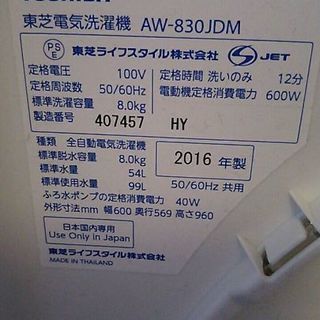 TOSHIBA
東芝電気洗濯機 AW-830JDM
PS
E
東芝ライフスタイル株式会社 JET
定格電圧 100V 定格時間 洗いのみ 12分
定格周波数 50/60Hz 電動機定格消費電力 600W
標準洗濯容量 8.0kg
製造番号 407457 HY
種類 全自動電気洗濯機
標準脱水容量 8.0kg
標準水量 54L
標準使用水量 99L
2016 年製
50/60Hz 共用
ふろ水ポンプの定格消費電力 40W
外形寸法mm 幅600 奥行569 高さ960
日本国内専用
Use Only in Japan
東芝ライフスタイル株式会社
MADE IN THAILAND